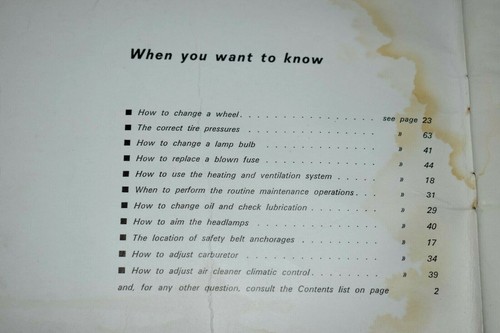 When you want to know
■ How to change a wheel. . . . . . . . . . . . . . . . . see page 23
■ The correct tire pressures . . . . . . . . . . . . . . . . » 63
■ How to change a lamp bulb . . . . . . . . . . . . . . . » 41
■ How to replace a blown fuse . . . . . . . . . . . . . . » 44
■ How to use the heating and ventilation system . . . . . » 18
■ When to perform the routine maintenance operations. . . » 31
■ How to change oil and check lubrication . . . . . . . . » 29
■ How to aim the headlamps . . . . . . . . . . . . . . . » 40
■ The location of safety belt anchorages . . . . . . . . . » 17
■ How to adjust carburetor . . . . . . . . . . . . . . . . » 34
■ How to adjust air cleaner climatic control. . . . . . . . » 39
and, for any other question, consult the Contents list on page 2